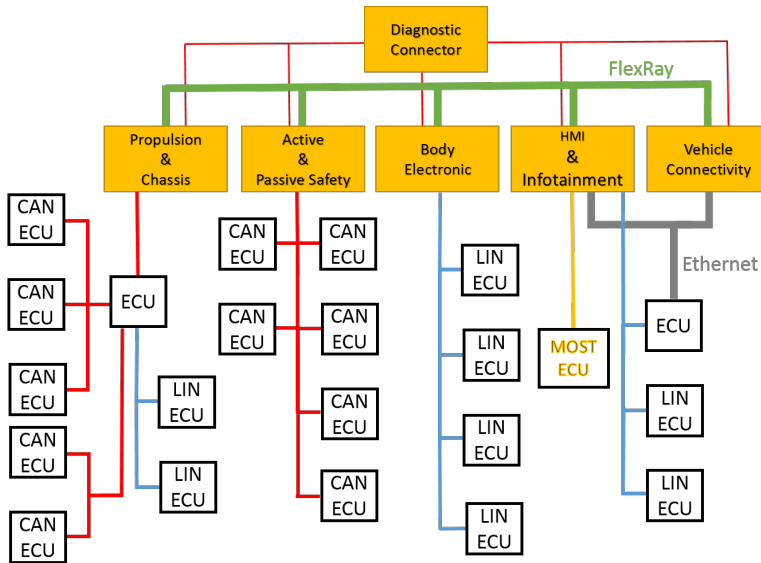 Diagnostic
Connector
FlexRay
Propulsion
&
Chassis
Active
&
Passive Safety
Body
Electronic
HMI
&
Infotainment
Vehicle
Connectivity
CAN
ECU
CAN
ECU
CAN
ECU
CAN
ECU
CAN
ECU
ECU
LIN
ECU
LIN
ECU
CAN
ECU
CAN
ECU
CAN
ECU
CAN
ECU
CAN
ECU
CAN
ECU
LIN
ECU
LIN
ECU
LIN
ECU
LIN
ECU
MOST
ECU
Ethernet
ECU
LIN
ECU
LIN
ECU